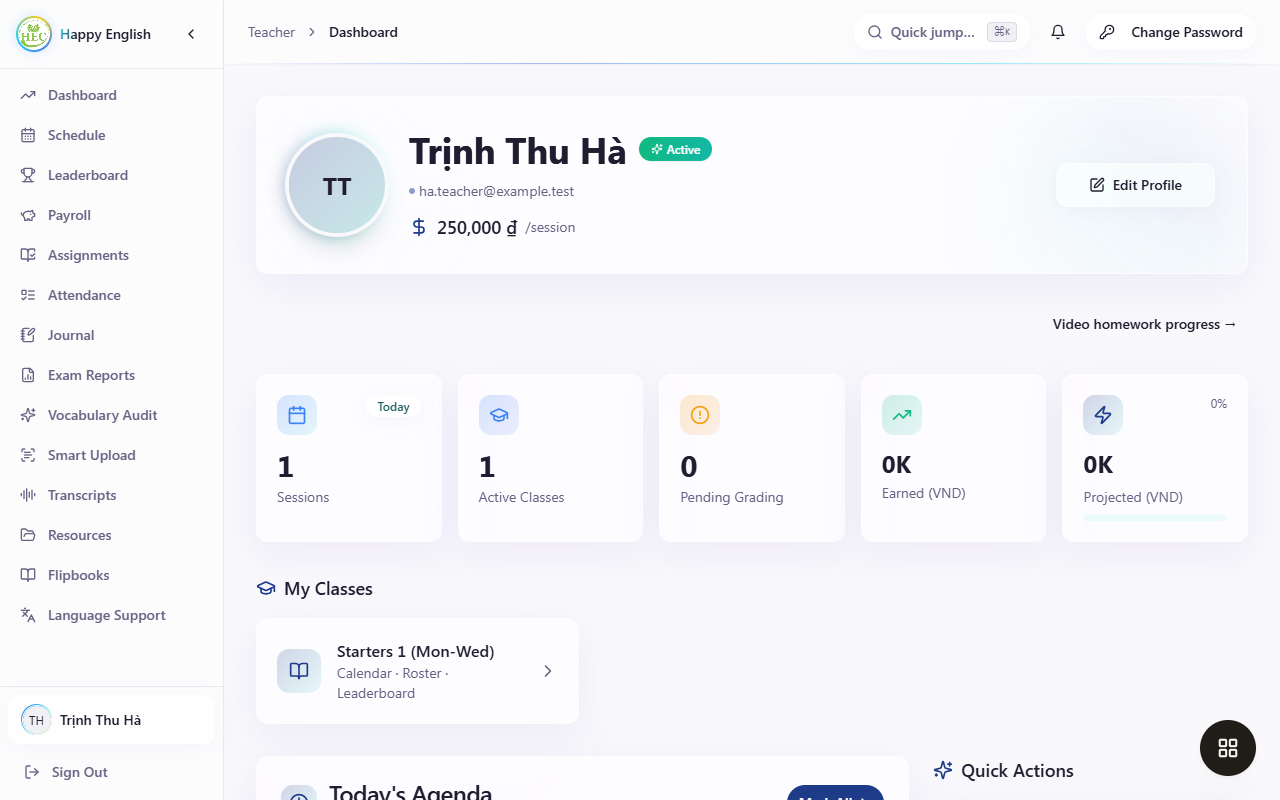 HEC
Happy English
Dashboard
Schedule
Leaderboard
Payroll
Assignments
Attendance
Journal
Exam Reports
Vocabulary Audit
Smart Upload
Transcripts
Resources
Flipbooks
Language Support
TH
Trịnh Thu Hà
Sign Out
Teacher
Dashboard
Quick jump...
⌘K
Change Password
TT
Trịnh Thu Hà
Active
ha.teacher@example.test
250,000 ₫ /session
Edit Profile
Video homework progress →
Today
1
Sessions
1
Active Classes
0
Pending Grading
0K
Earned (VND)
0%
0K
Projected (VND)
My Classes
Starters 1 (Mon-Wed)
Calendar · Roster ·
Leaderboard
Today's Agenda
Quick Actions